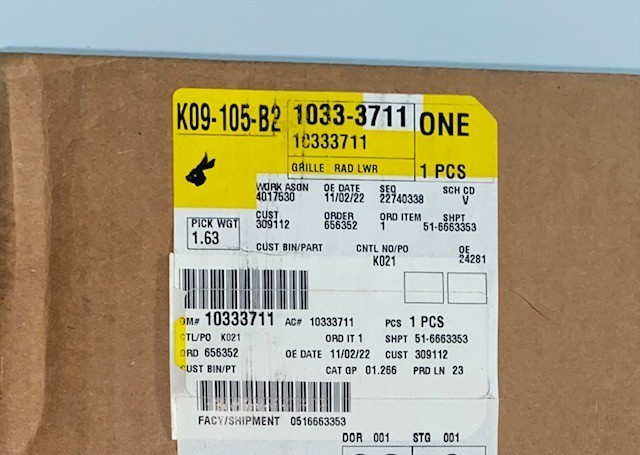 K09-105-B2 1033-3711 ONE
10333711
GRILLE RAD LWR 1 PCS
WORK ASGN OE DATE SEQ SCH CD
4017530 11/02/22 22740338 V
PICK WGT CUST ORDER ORD ITEM SHPT
1.63 309112 656352 1 51-6663353
CUST BIN/PART CNTL NO/PO OE
K021 24281
GM# 10333711 AC# 10333711 PCS 1 PCS
CTL/PO K021 ORD IT 1 SHPT 51-6663353
ORD 656352 OE DATE 11/02/22 CUST 309112
CUST BIN/PT CAT GP 01.266 PRD LN 23
FACY/SHIPMENT 0516663353
DOR 001 STG 001